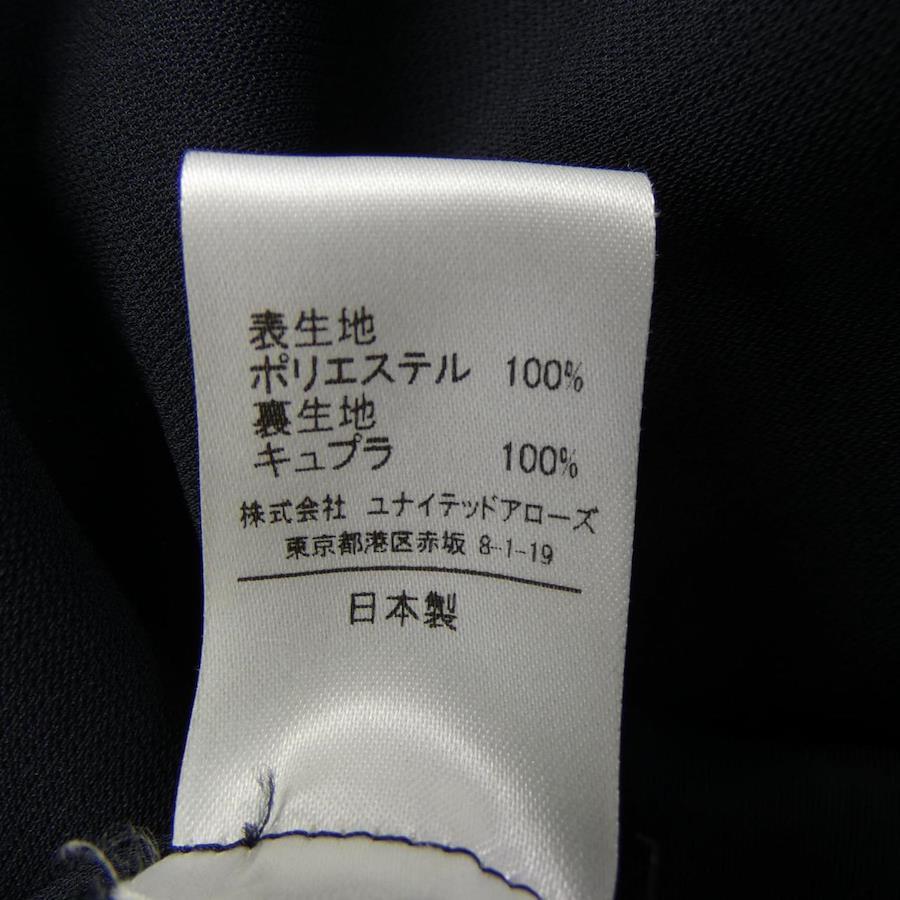 表生地
ポリエステル 100%
裏生地
キュプラ 100%
株式会社 ユナイテッドアローズ
東京都港区赤坂 8-1-19
日本製